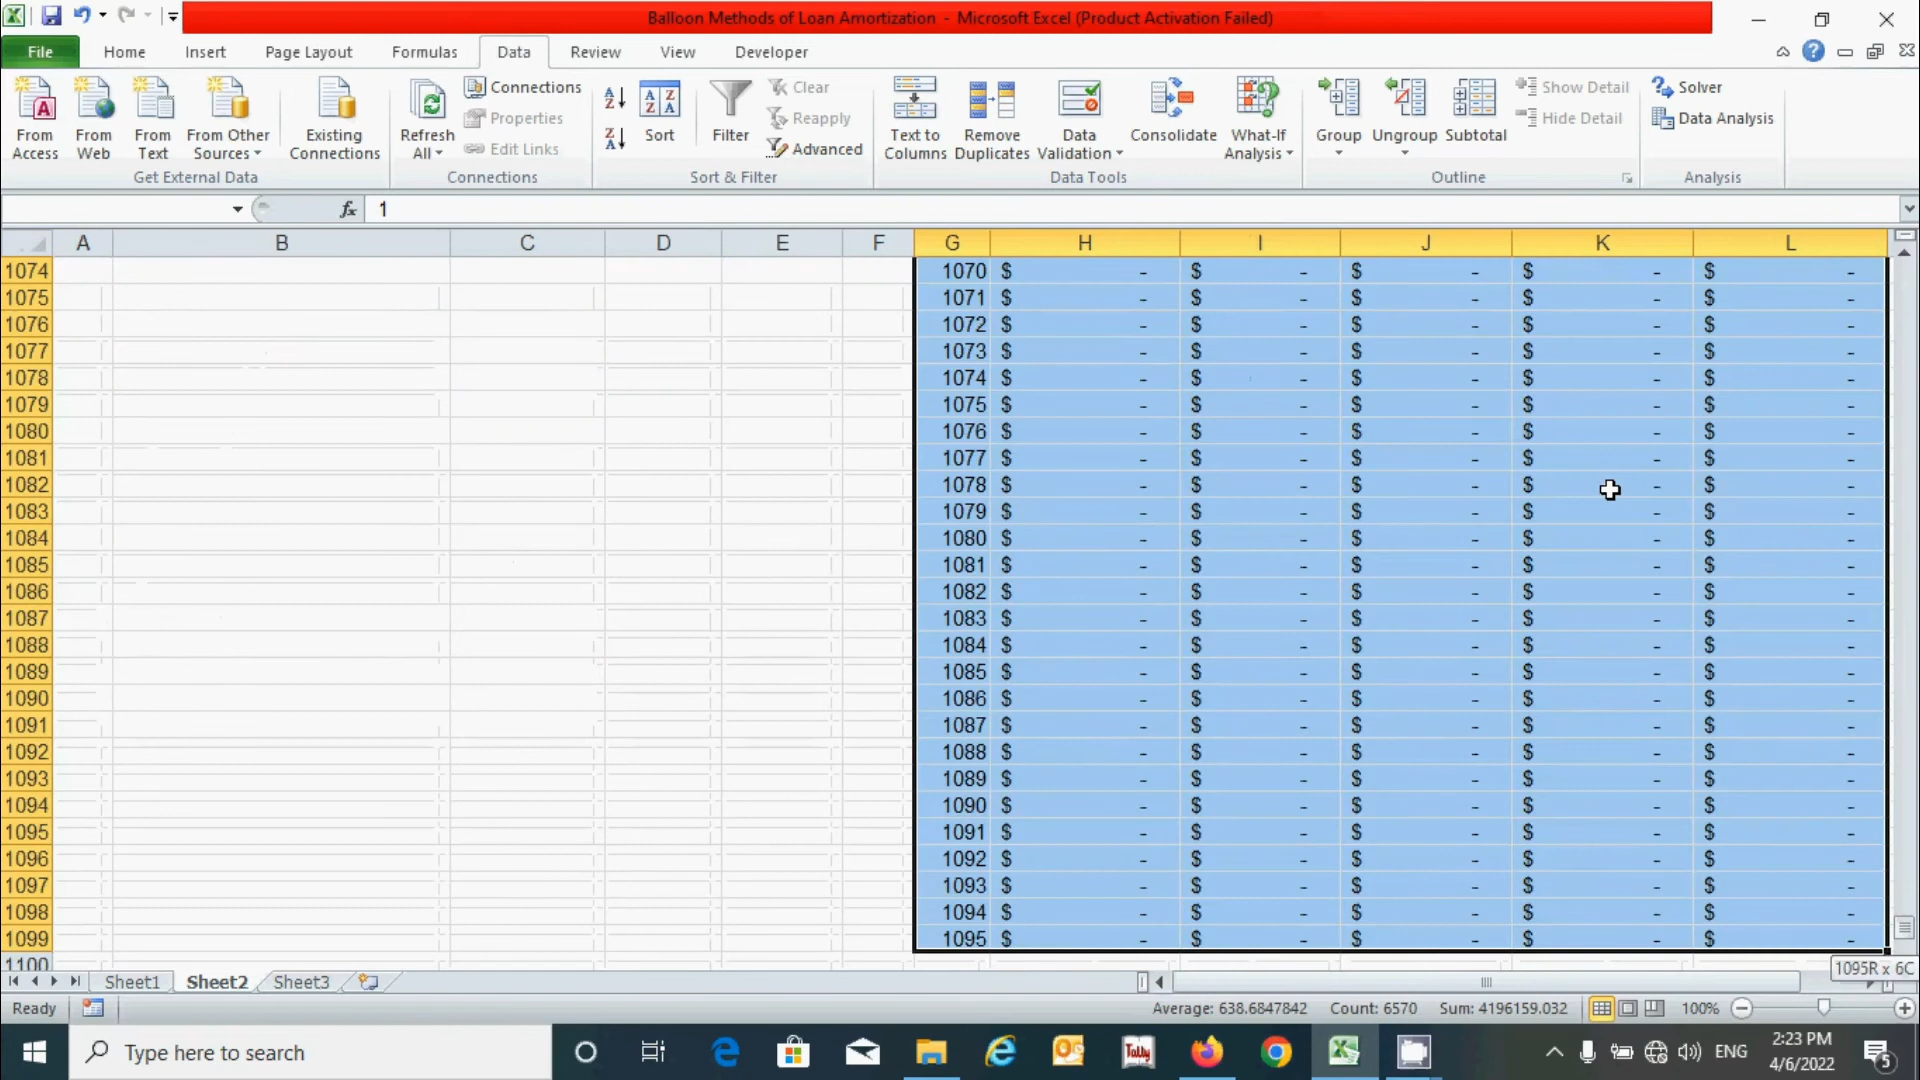 Balloon Methods of Loan Amortization - Microsoft Excel (Product Activation Failed)
File Home Insert Page Layout Formulas Data Review View Developer
From Access From Web From Text From Other Sources Existing Connections Refresh All Connections Properties Edit Links Sort Filter Clear Reapply Advanced Text to Columns Remove Duplicates Data Validation Consolidate What-If Analysis Group Ungroup Subtotal Show Detail Hide Detail Solver Data Analysis
Get External Data Connections Sort & Filter Data Tools Outline Analysis
fx 1
A B C D E F G H I J K L
1074 1070 $ - $ - $ - $ - $ -
1075 1071 $ - $ - $ - $ - $ -
1076 1072 $ - $ - $ - $ - $ -
1077 1073 $ - $ - $ - $ - $ -
1078 1074 $ - $ - $ - $ - $ -
1079 1075 $ - $ - $ - $ - $ -
1080 1076 $ - $ - $ - $ - $ -
1081 1077 $ - $ - $ - $ - $ -
1082 1078 $ - $ - $ - $ - $ -
1083 1079 $ - $ - $ - $ - $ -
1084 1080 $ - $ - $ - $ - $ -
1085 1081 $ - $ - $ - $ - $ -
1086 1082 $ - $ - $ - $ - $ -
1087 1083 $ - $ - $ - $ - $ -
1088 1084 $ - $ - $ - $ - $ -
1089 1085 $ - $ - $ - $ - $ -
1090 1086 $ - $ - $ - $ - $ -
1091 1087 $ - $ - $ - $ - $ -
1092 1088 $ - $ - $ - $ - $ -
1093 1089 $ - $ - $ - $ - $ -
1094 1090 $ - $ - $ - $ - $ -
1095 1091 $ - $ - $ - $ - $ -
1096 1092 $ - $ - $ - $ - $ -
1097 1093 $ - $ - $ - $ - $ -
1098 1094 $ - $ - $ - $ - $ -
1099 1095 $ - $ - $ - $ - $ -
1100
1095R x 6C
Sheet1 Sheet2 Sheet3
Ready Average: 638.6847842 Count: 6570 Sum: 4196159.032 100%
Type here to search Tally ENG 2:23 PM
4/6/2022 5